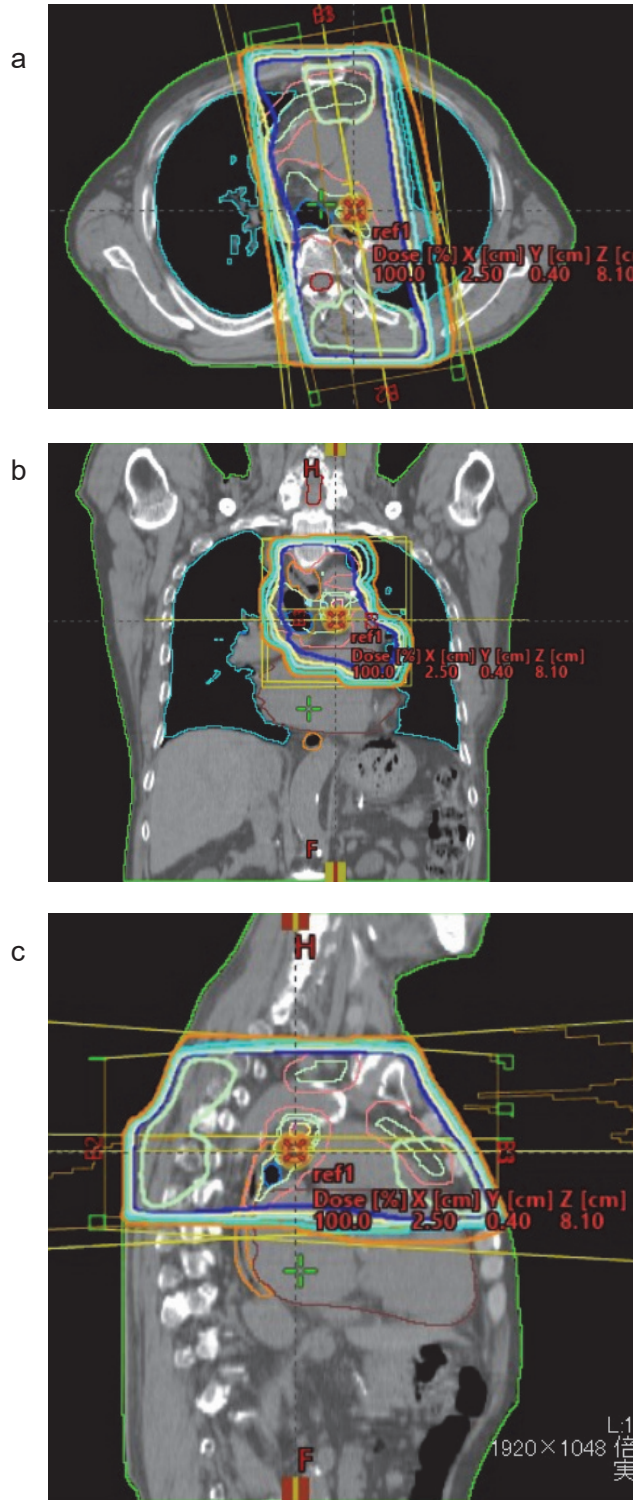 a
B3
ref1
Dose [%] X [cm] Y [cm] Z [c
100.0 2.50 0.40 8.10
B2
b
H
ref1
Dose [%] X [cm] Y [cm] Z [cm]
100.0 2.50 0.40 8.10
F
c
H
B2
B3
ref1
Dose [%] X [cm] Y [cm] Z [cm]
100.0 2.50 0.40 8.10
L:1
1920×1048 倍
F
実